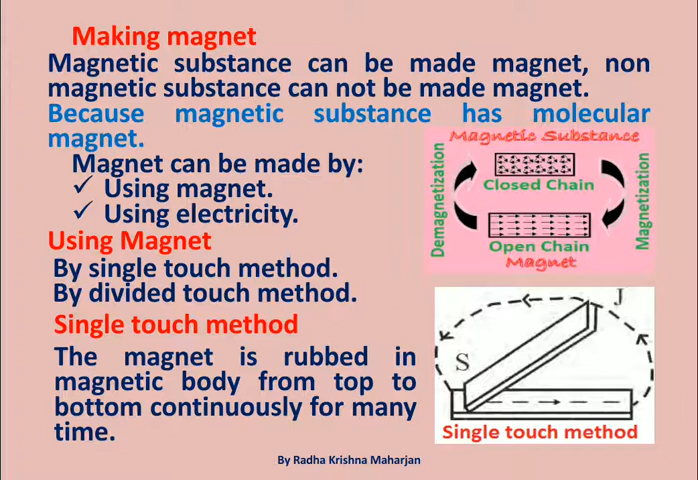 Making magnet
Magnetic substance can be made magnet, non
magnetic substance can not be made magnet.
Because magnetic substance has molecular
magnet.
Magnet can be made by:
✓ Using magnet.
✓ Using electricity.
Using Magnet
By single touch method.
By divided touch method.
Single touch method
The magnet is rubbed in
magnetic body from top to
bottom continuously for many
time.
Magnetic Substance
Closed Chain
Demagnetization
Magnetization
Open Chain
Magnet
J
S
Single touch method
By Radha Krishna Maharjan